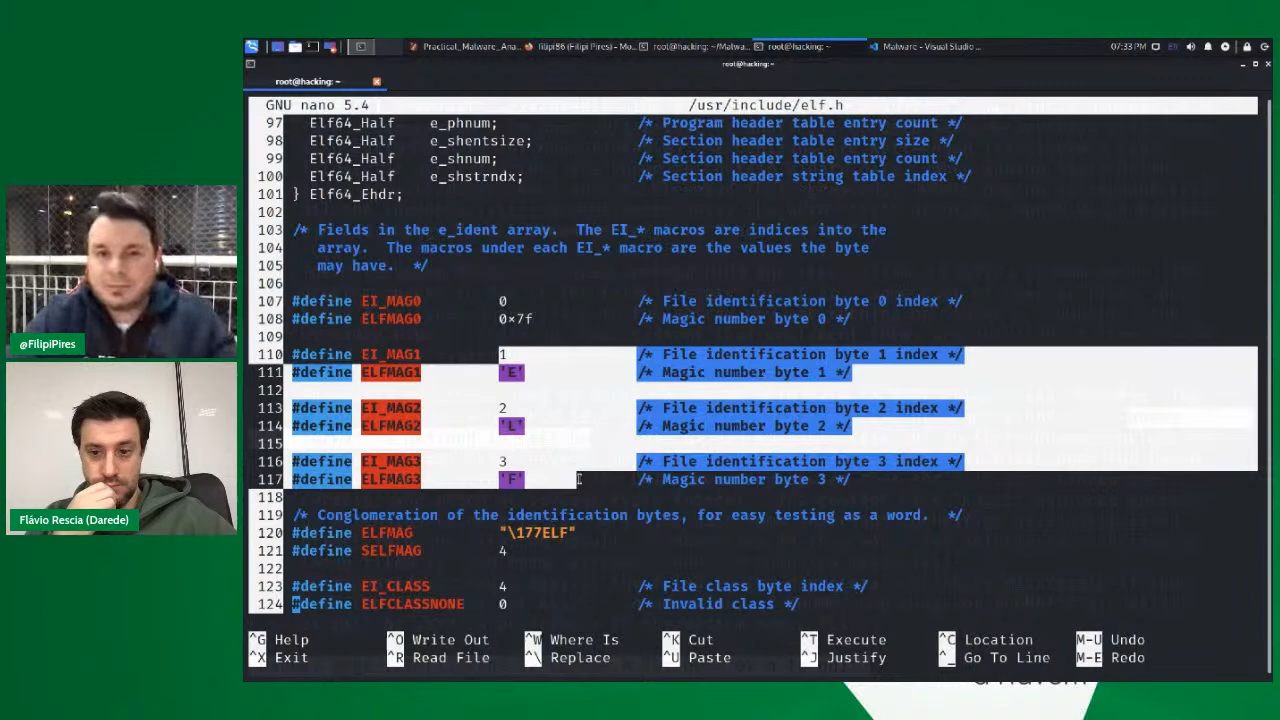 Practical_Malware_Ana...
filipi86 (Filipi Pires) - Mo...
root@hacking: ~/Malwa...
root@hacking: ~
Malware - Visual Studio ...
07:33 PM
EN
root@hacking: ~
root@hacking: ~
GNU nano 5.4 /usr/include/elf.h
97 Elf64_Half e_phnum; /* Program header table entry count */
98 Elf64_Half e_shentsize; /* Section header table entry size */
99 Elf64_Half e_shnum; /* Section header table entry count */
100 Elf64_Half e_shstrndx; /* Section header string table index */
101 } Elf64_Ehdr;
102
103 /* Fields in the e_ident array. The EI_* macros are indices into the
104 array. The macros under each EI_* macro are the values the byte
105 may have. */
106
107 #define EI_MAG0 0 /* File identification byte 0 index */
108 #define ELFMAG0 0×7f /* Magic number byte 0 */
109
110 #define EI_MAG1 1 /* File identification byte 1 index */
111 #define ELFMAG1 'E' /* Magic number byte 1 */
112
113 #define EI_MAG2 2 /* File identification byte 2 index */
114 #define ELFMAG2 'L' /* Magic number byte 2 */
115
116 #define EI_MAG3 3 /* File identification byte 3 index */
117 #define ELFMAG3 'F' /* Magic number byte 3 */
118
119 /* Conglomeration of the identification bytes, for easy testing as a word. */
120 #define ELFMAG "\177ELF"
121 #define SELFMAG 4
122
123 #define EI_CLASS 4 /* File class byte index */
124 #define ELFCLASSNONE 0 /* Invalid class */
^G Help ^O Write Out ^W Where Is ^K Cut ^T Execute ^C Location M-U Undo
^X Exit ^R Read File ^\ Replace ^U Paste ^J Justify ^_ Go To Line M-E Redo
@FilipiPires
Flávio Rescia (Darede)